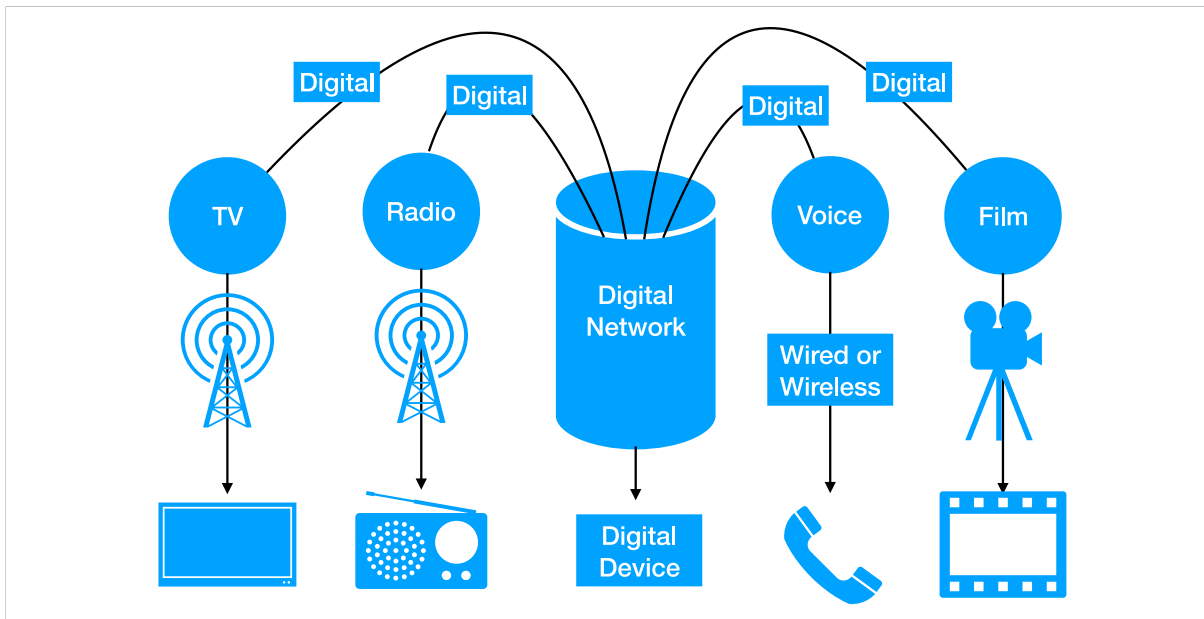 Digital
Digital
Digital
Digital
TV
Radio
Voice
Film
Digital
Network
Wired or
Wireless
Digital
Device